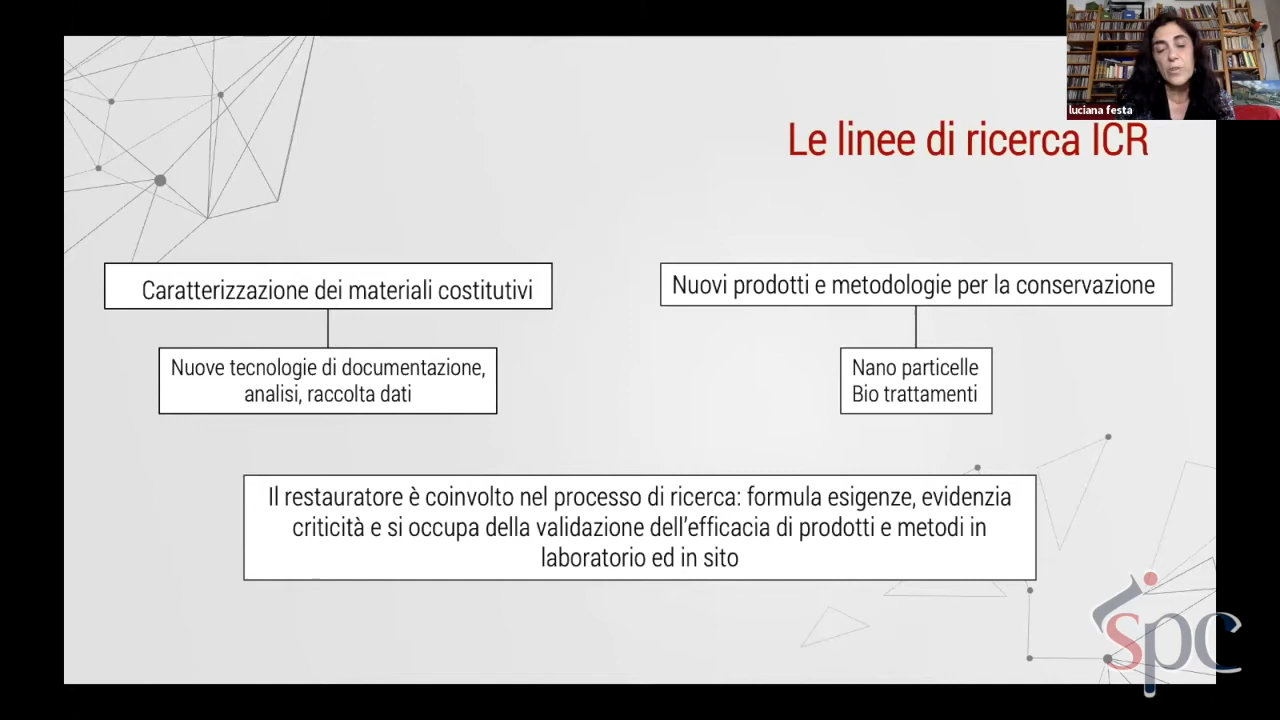 luciana festa
Le linee di ricerca ICR
Caratterizzazione dei materiali costitutivi
Nuovi prodotti e metodologie per la conservazione
Nuove tecnologie di documentazione,
analisi, raccolta dati
Nano particelle
Bio trattamenti
Il restauratore è coinvolto nel processo di ricerca: formula esigenze, evidenzia
criticità e si occupa della validazione dell'efficacia di prodotti e metodi in
laboratorio ed in sito
ispc